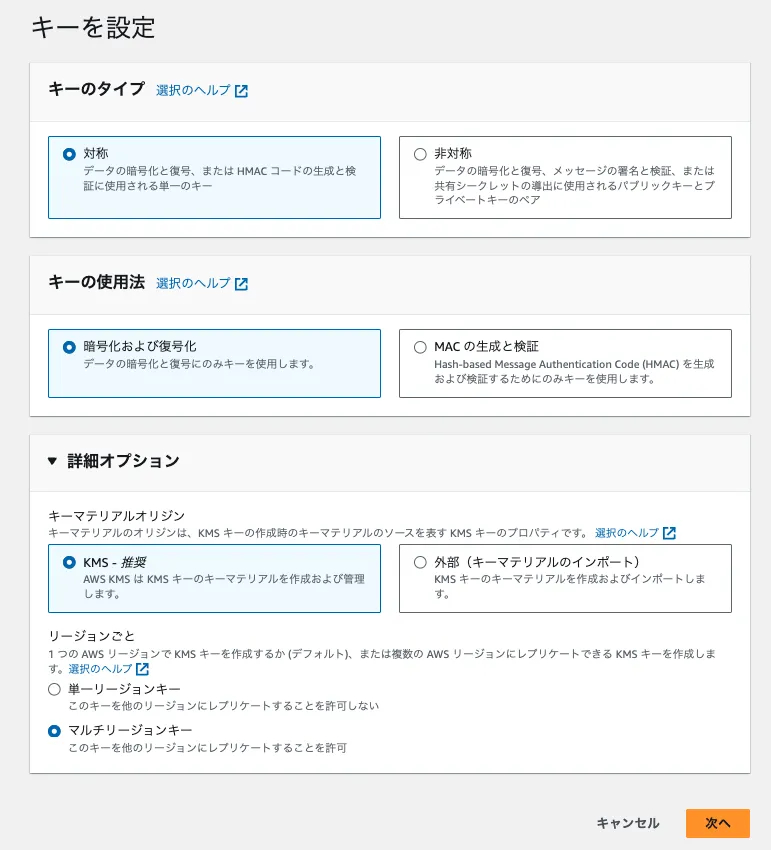 キーを設定
キーのタイプ 選択のヘルプ
対称
データの暗号化と復号、または HMAC コードの生成と検
証に使用される単一のキー
非対称
データの暗号化と復号、メッセージの署名と検証、または
共有シークレットの導出に使用されるパブリックキーとプ
ライベートキーのペア
キーの使用法 選択のヘルプ
暗号化および復号化
データの暗号化と復号にのみキーを使用します。
MAC の生成と検証
Hash-based Message Authentication Code (HMAC) を生成
および検証するためにのみキーを使用します。
詳細オプション
キーマテリアルオリジン
キーマテリアルのオリジンは、KMS キーの作成時のキーマテリアルのソースを表す KMS キーのプロパティです。 選択のヘルプ
KMS - 推奨
AWS KMS は KMS キーのキーマテリアルを作成および管理
します。
外部（キーマテリアルのインポート）
KMS キーのキーマテリアルを作成およびインポートしま
す。
リージョンごと
1 つの AWS リージョンで KMS キーを作成するか (デフォルト)、または複数の AWS リージョンにレプリケートできる KMS キーを作成しま
す。選択のヘルプ
単一リージョンキー
このキーを他のリージョンにレプリケートすることを許可しない
マルチリージョンキー
このキーを他のリージョンにレプリケートすることを許可
キャンセル 次へ